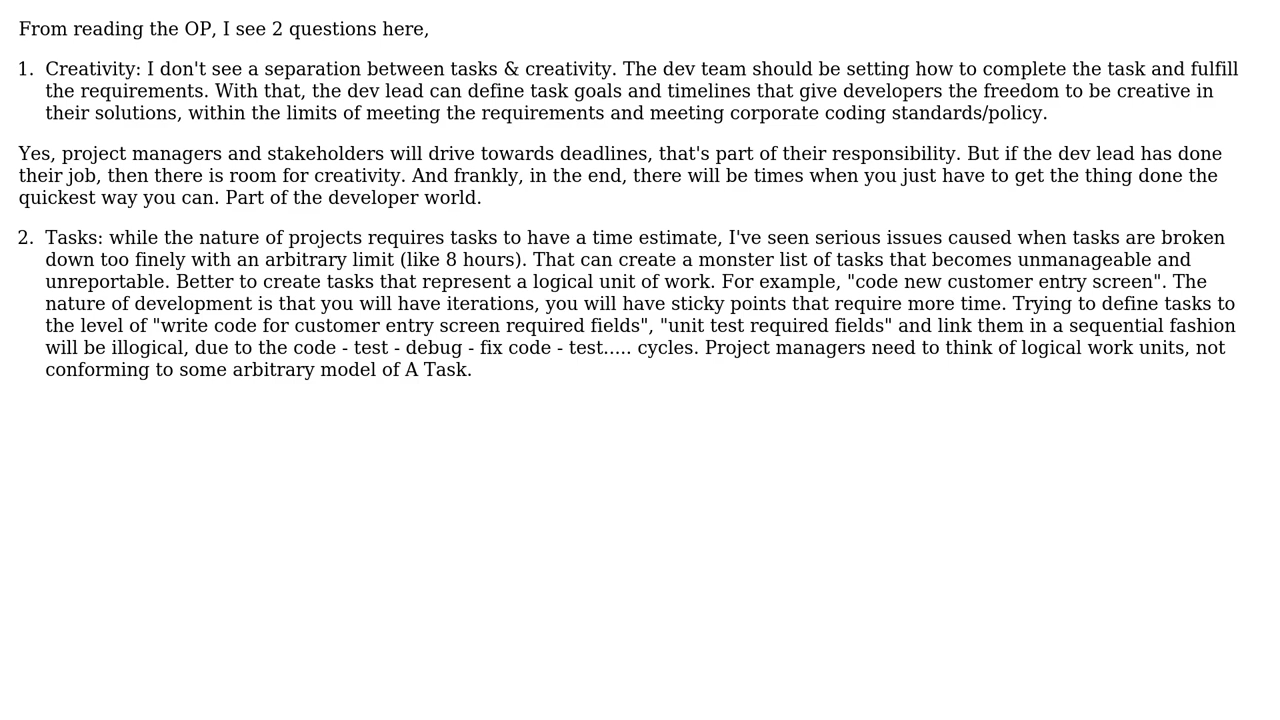 From reading the OP, I see 2 questions here,
1. Creativity: I don't see a separation between tasks & creativity. The dev team should be setting how to complete the task and fulfill
the requirements. With that, the dev lead can define task goals and timelines that give developers the freedom to be creative in
their solutions, within the limits of meeting the requirements and meeting corporate coding standards/policy.
Yes, project managers and stakeholders will drive towards deadlines, that's part of their responsibility. But if the dev lead has done
their job, then there is room for creativity. And frankly, in the end, there will be times when you just have to get the thing done the
quickest way you can. Part of the developer world.
2. Tasks: while the nature of projects requires tasks to have a time estimate, I've seen serious issues caused when tasks are broken
down too finely with an arbitrary limit (like 8 hours). That can create a monster list of tasks that becomes unmanageable and
unreportable. Better to create tasks that represent a logical unit of work. For example, "code new customer entry screen". The
nature of development is that you will have iterations, you will have sticky points that require more time. Trying to define tasks to
the level of "write code for customer entry screen required fields", "unit test required fields" and link them in a sequential fashion
will be illogical, due to the code - test - debug - fix code - test..... cycles. Project managers need to think of logical work units, not
conforming to some arbitrary model of A Task.